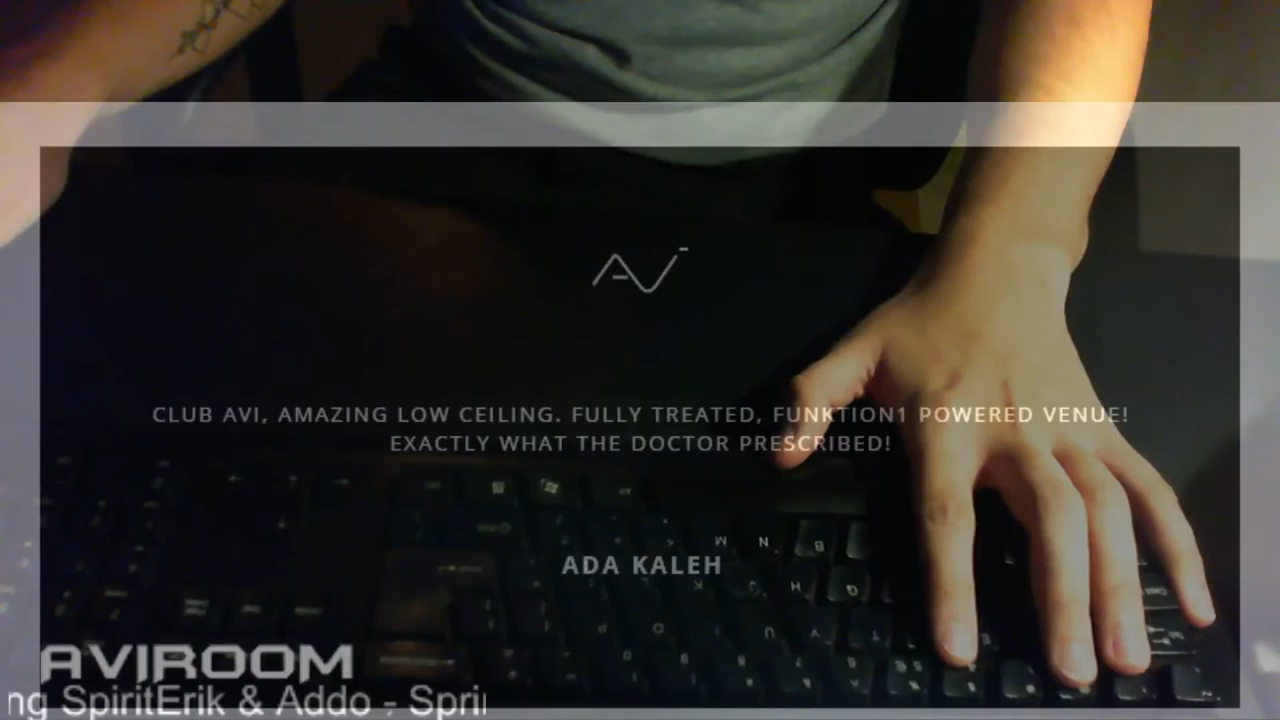 AVI
CLUB AVI, AMAZING LOW CEILING. FULLY TREATED, FUNKTION1 POWERED VENUE!
EXACTLY WHAT THE DOCTOR PRESCRIBED!
N M
B
H
G
ADA KALEH
AVIROOM
ng SpiritErik & Addo - Spri